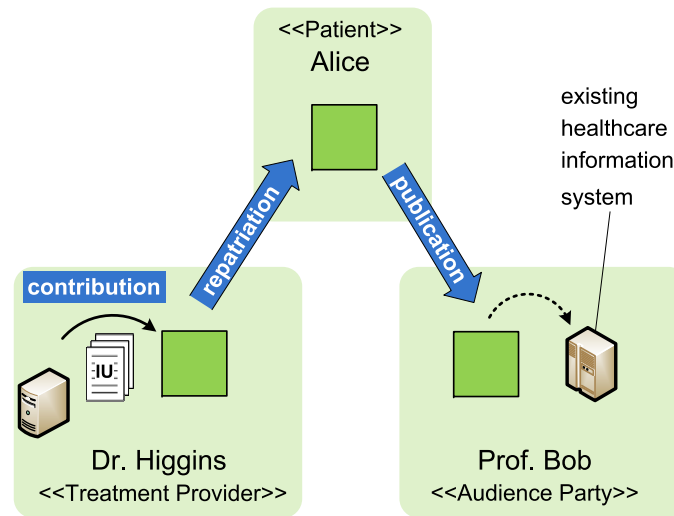 <<Patient>>
Alice
existing
healthcare
information
system
repatriation
publication
contribution
IU
Dr. Higgins
<<Treatment Provider>>
Prof. Bob
<<Audience Party>>